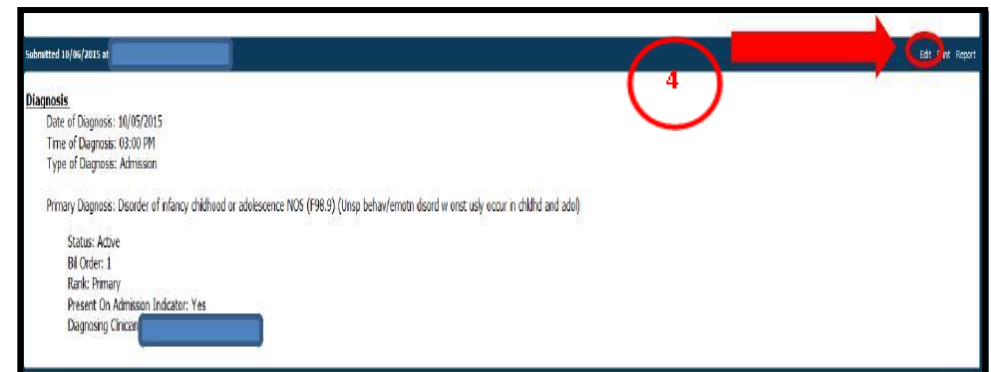 Submitted 10/06/2015 at
Edit Print Report
4
Diagnosis
Date of Diagnosis: 10/05/2015
Time of Diagnosis: 03:00 PM
Type of Diagnosis: Admission
Primary Diagnosis: Disorder of infancy childhood or adolescence NOS (F98.9) (Unsp behav/emotn disord w onst usly occur in chldhd and adol)
Status: Active
Bill Order: 1
Rank: Primary
Present On Admission Indicator: Yes
Diagnosing Clinician